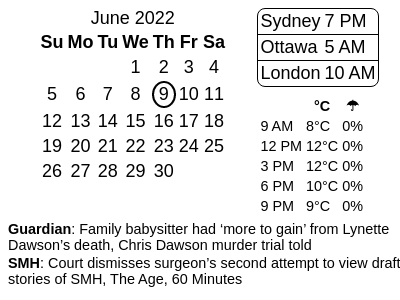 June 2022
Su Mo Tu We Th Fr Sa
1 2 3 4
5 6 7 8 9 10 11
12 13 14 15 16 17 18
19 20 21 22 23 24 25
26 27 28 29 30
Sydney 7 PM
Ottawa 5 AM
London 10 AM
°C ☂
9 AM 8°C 0%
12 PM 12°C 0%
3 PM 12°C 0%
6 PM 10°C 0%
9 PM 9°C 0%
Guardian: Family babysitter had ‘more to gain’ from Lynette
Dawson’s death, Chris Dawson murder trial told
SMH: Court dismisses surgeon’s second attempt to view draft
stories of SMH, The Age, 60 Minutes